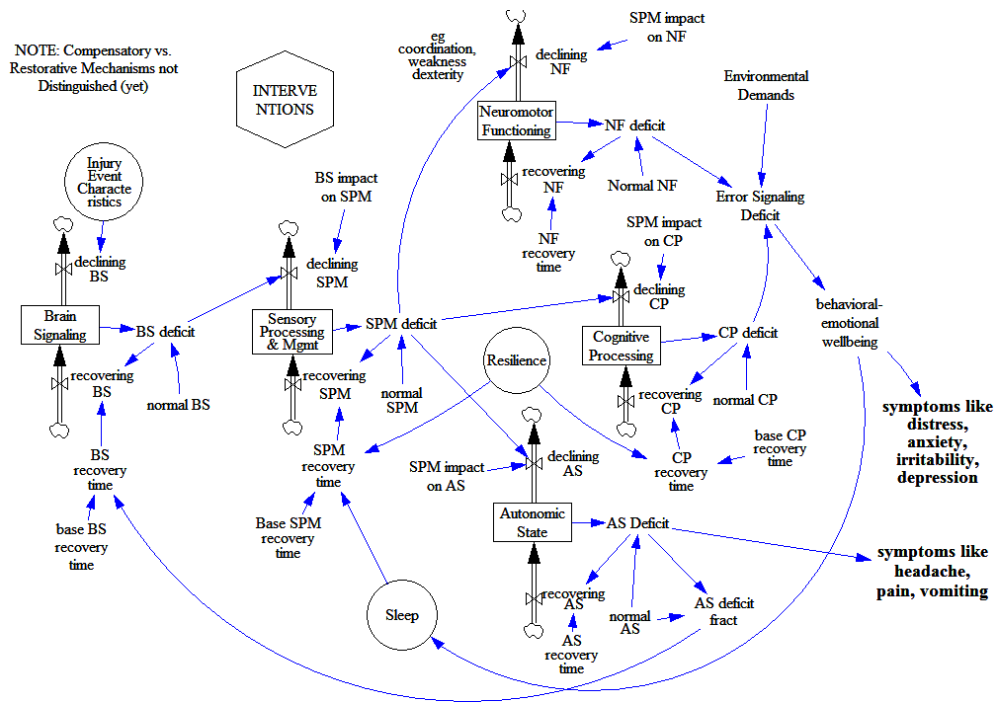 NOTE: Compensatory vs.
Restorative Mechanisms not
Distinguished (yet)
INTERVE
NTIONS
eg
coordination,
weakness
dexterity
declining
NF
SPM impact
on NF
Neuromotor
Functioning
NF deficit
Environmental
Demands
recovering
NF
Normal NF
NF
recovery
time
Error Signaling
Deficit
Injury
Event
Characte
ristics
BS impact
on SPM
SPM impact
on CP
declining
BS
declining
SPM
declining
CP
Brain
Signaling
BS deficit
Sensory
Processing
& Mgmt
SPM deficit
Resilience
Cognitive
Processing
CP deficit
behavioral-
emotional
wellbeing
recovering
BS
normal BS
recovering
SPM
normal
SPM
recovering
CP
normal CP
symptoms like
distress,
anxiety,
irritability,
depression
BS
recovery
time
SPM
recovery
time
SPM impact
on AS
declining
AS
CP
recovery
time
base CP
recovery
time
base BS
recovery
time
Base SPM
recovery
time
Autonomic
State
AS Deficit
symptoms like
headache,
pain, vomiting
Sleep
recovering
AS
normal
AS
AS deficit
fract
AS
recovery
time